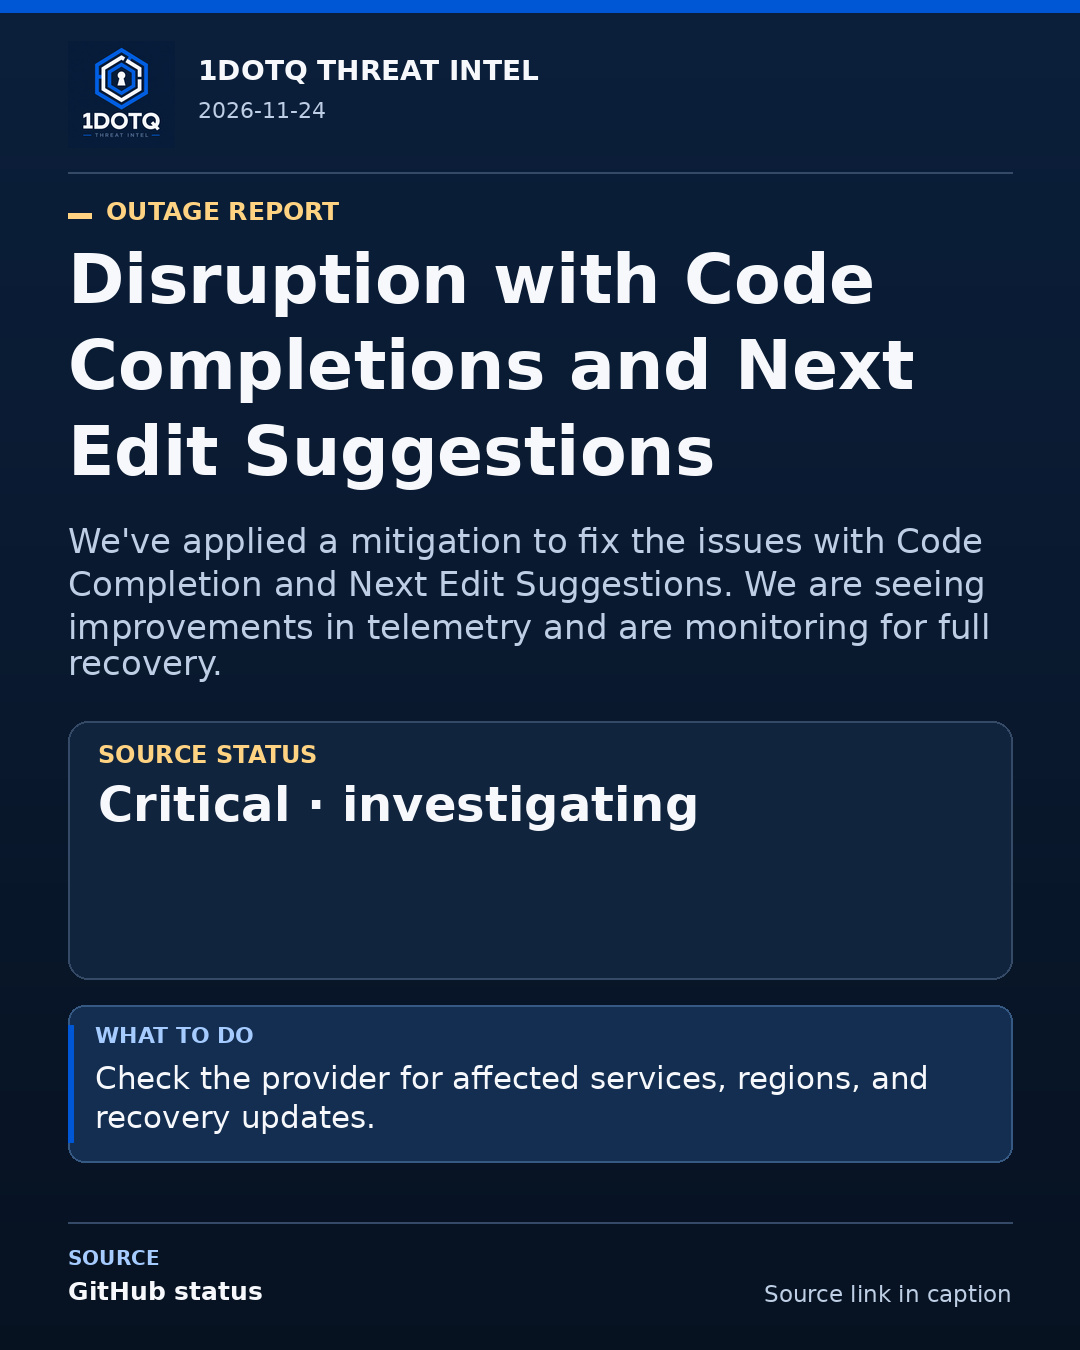 1DOTQ
THREAT INTEL
1DOTQ THREAT INTEL
2026-11-24
OUTAGE REPORT
Disruption with Code
Completions and Next
Edit Suggestions
We've applied a mitigation to fix the issues with Code
Completion and Next Edit Suggestions. We are seeing
improvements in telemetry and are monitoring for full
recovery.
SOURCE STATUS
Critical · investigating
WHAT TO DO
Check the provider for affected services, regions, and
recovery updates.
SOURCE
GitHub status
Source link in caption